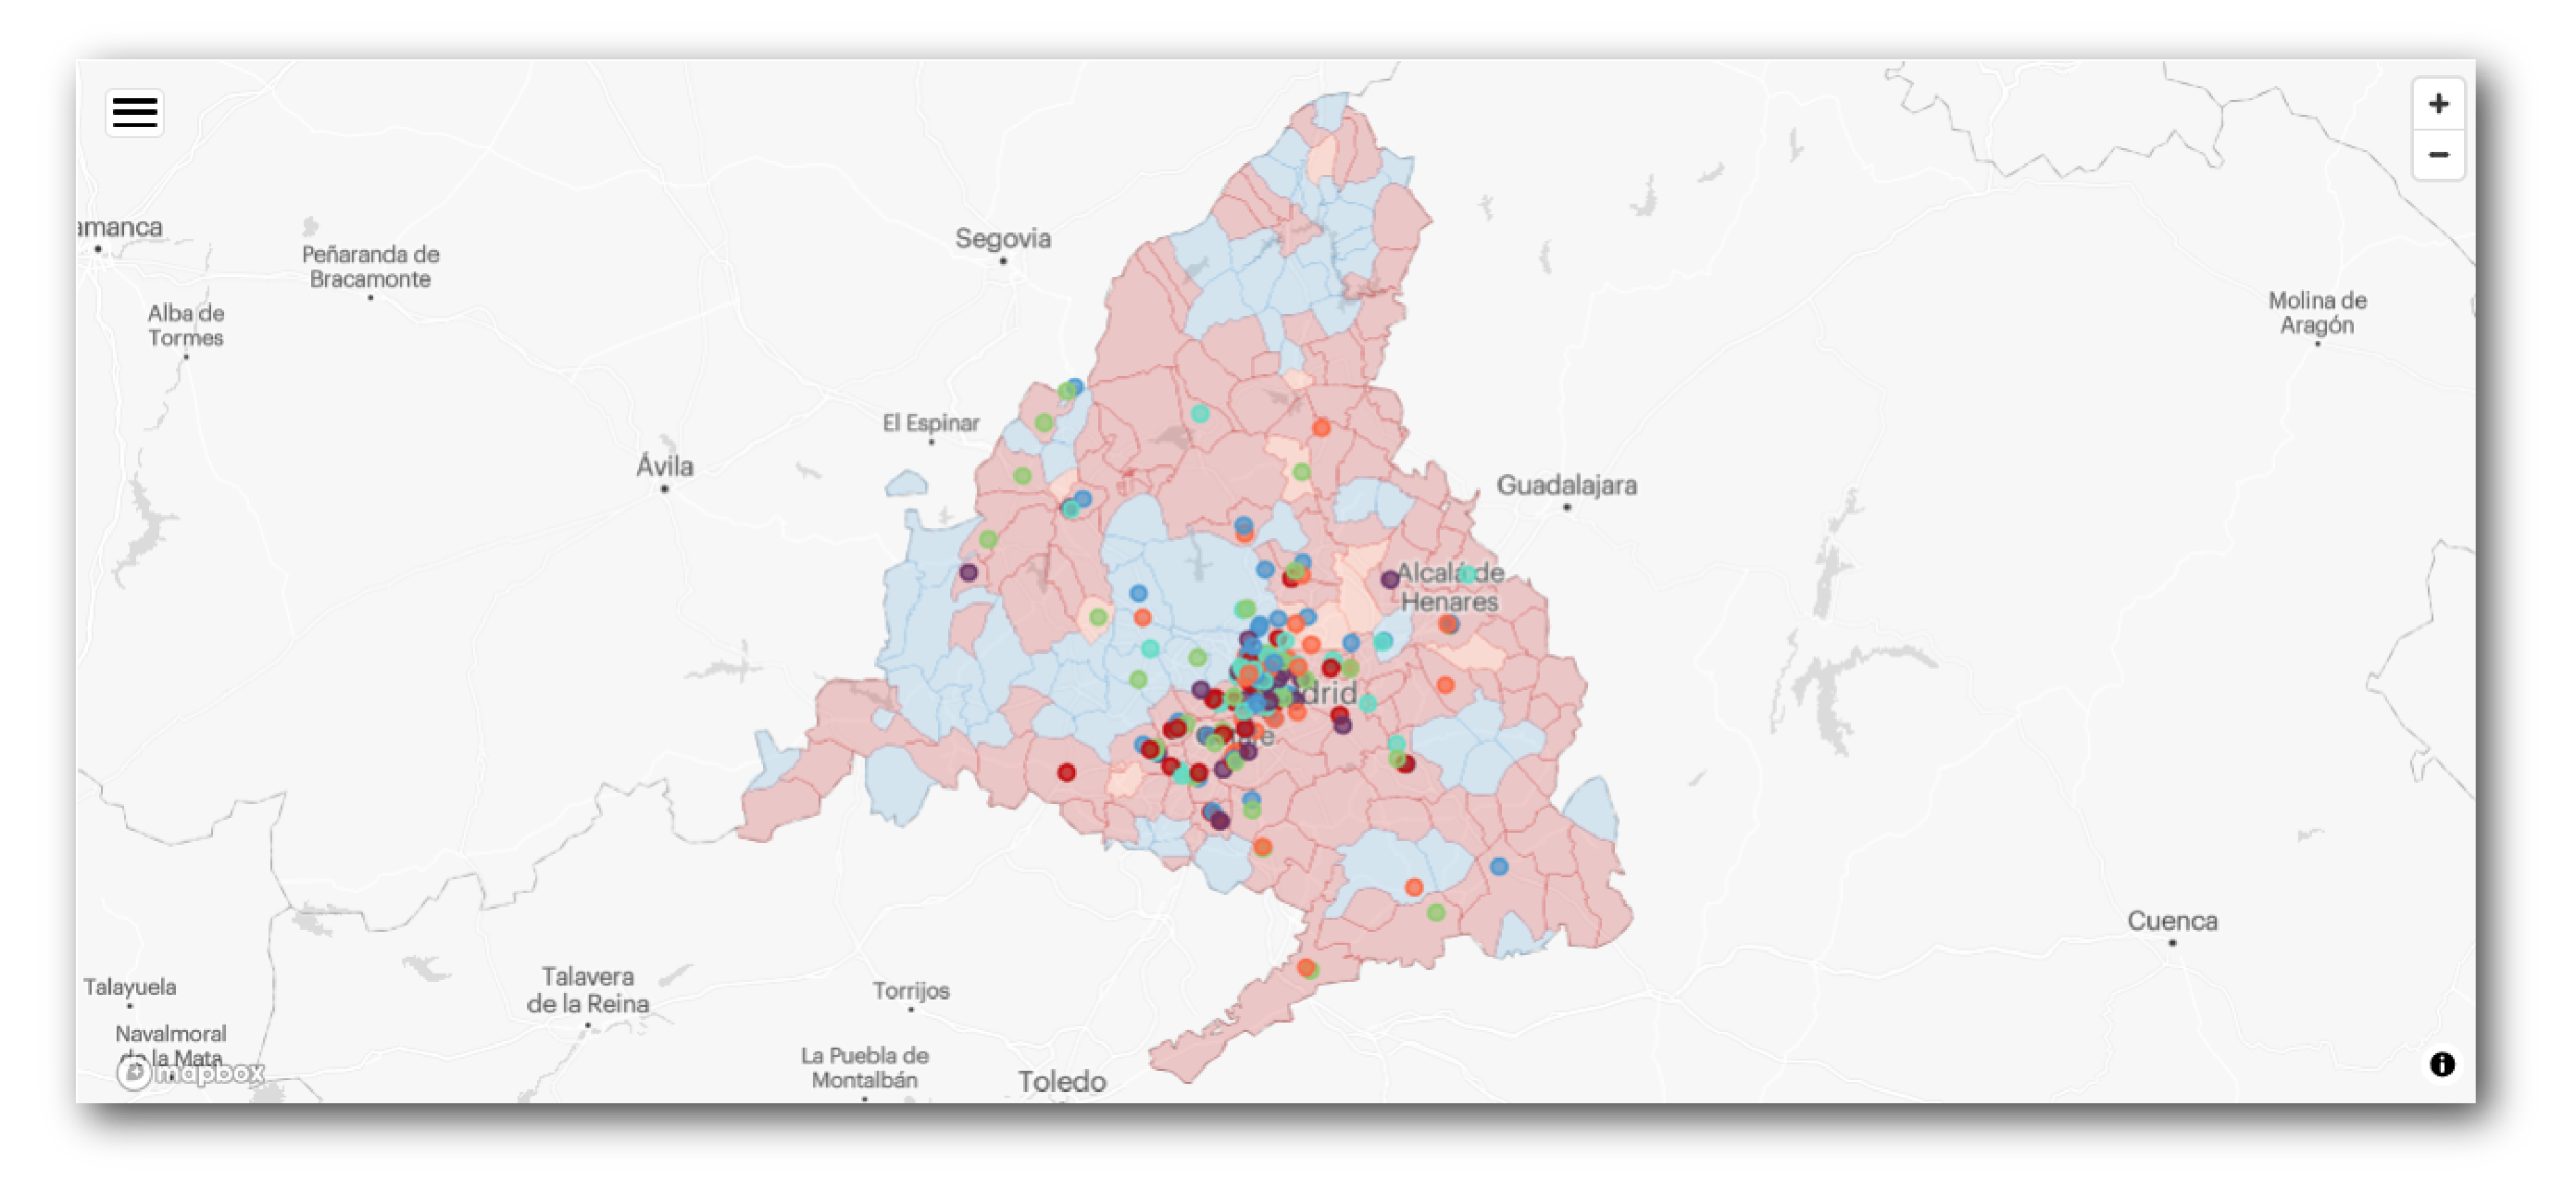 amanca
Segovia
Peñaranda de
Bracamonte
Alba de
Tormes
Molina de
Aragón
El Espinar
Ávila
Guadalajara
Alcalá de
Henares
drid
Cuenca
Talavera
de la Reina
Talayuela
Torrijos
Navalmoral
de la Mata
mapbox
La Puebla de
Montalbán
Toledo